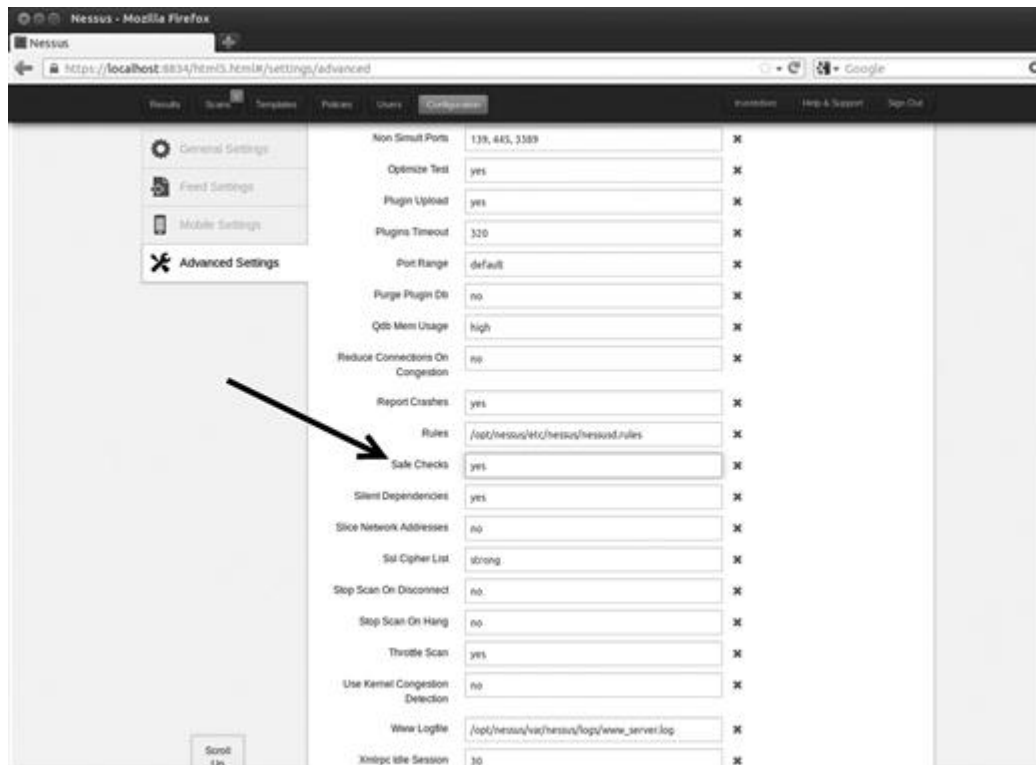 Nessus - Mozilla Firefox
Nessus
https://localhost:8834/html5.html#/settings/advanced
Google
Results Scans Templates Policies Users Configuration Help & Support Sign Out
General Settings
Feed Settings
Mobile Settings
Advanced Settings
Non Simult Ports 139, 445, 3389
Optimize Test yes
Plugin Upload yes
Plugins Timeout 320
Port Range default
Purge Plugin Db no
Qdb Mem Usage high
Reduce Connections On Congestion no
Report Crashes yes
Rules /opt/nessus/etc/nessus/nessusd.rules
Safe Checks yes
Silent Dependencies yes
Slice Network Addresses no
Ssl Cipher List strong
Stop Scan On Disconnect no
Stop Scan On Hang no
Throttle Scan yes
Use Kernel Congestion Detection no
Www Logfile /opt/nessus/var/nessus/logs/www_server.log
Xmlrpc Idle Session 30
Scroll
Up